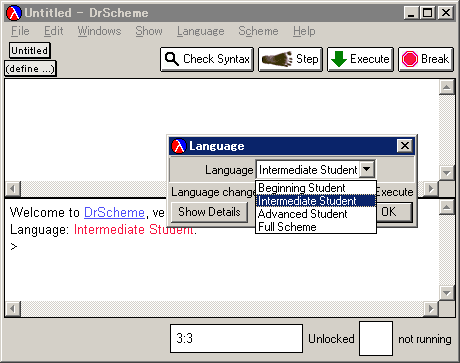 Untitled - DrScheme
File Edit Windows Show Language Scheme Help
Untitled
(define ...)
Check Syntax Step Execute Break
Language
Language Intermediate Student
Beginning Student
Language change Execute
Intermediate Student
Advanced Student
Show Details OK
Full Scheme
Welcome to DrScheme, ve
Language: Intermediate Student.
>
3:3 Unlocked not running